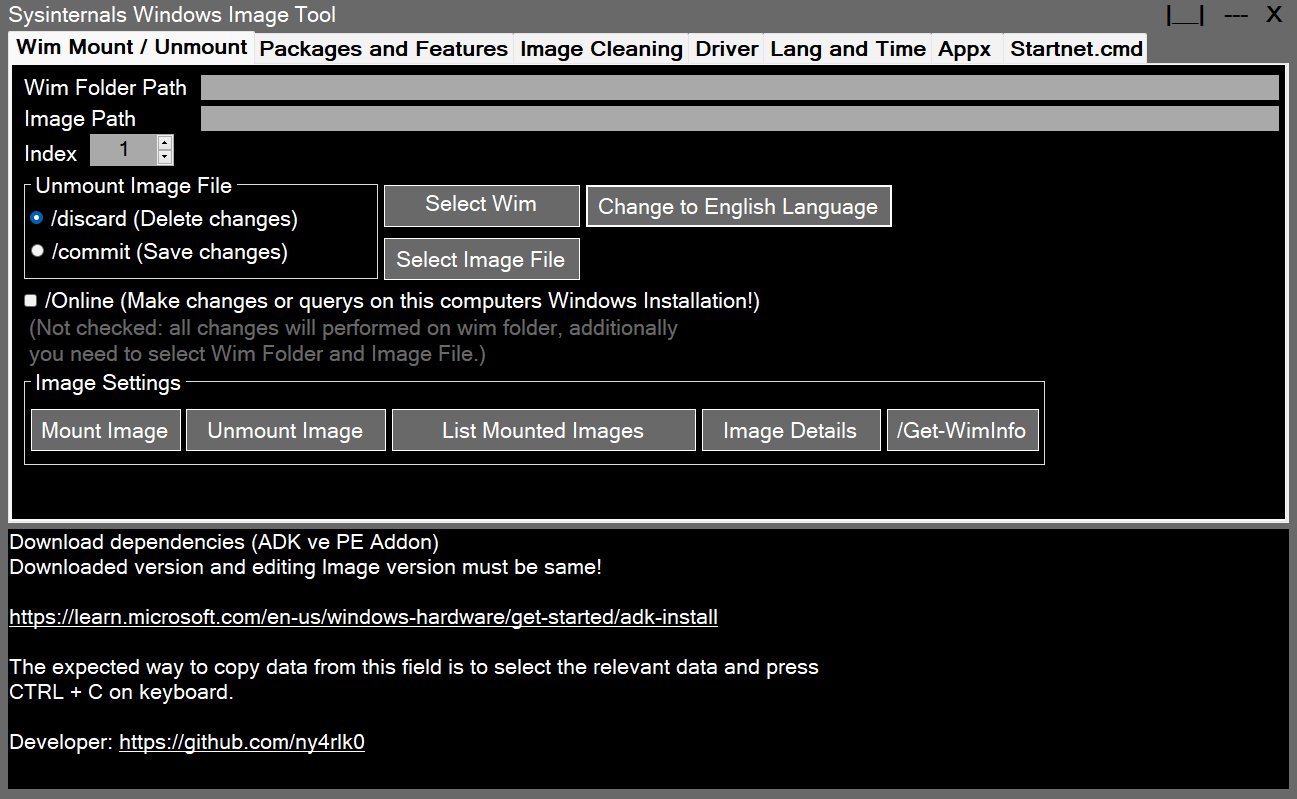 Sysinternals Windows Image Tool |__| --- X
Wim Mount / Unmount Packages and Features Image Cleaning Driver Lang and Time Appx Startnet.cmd
Wim Folder Path
Image Path
Index 1
Unmount Image File
/discard (Delete changes)
/commit (Save changes)
Select Wim
Change to English Language
Select Image File
/Online (Make changes or querys on this computers Windows Installation!)
(Not checked: all changes will performed on wim folder, additionally
you need to select Wim Folder and Image File.)
Image Settings
Mount Image Unmount Image List Mounted Images Image Details /Get-WimInfo
Download dependencies (ADK ve PE Addon)
Downloaded version and editing Image version must be same!
https://learn.microsoft.com/en-us/windows-hardware/get-started/adk-install
The expected way to copy data from this field is to select the relevant data and press
CTRL + C on keyboard.
Developer: https://github.com/ny4rlk0